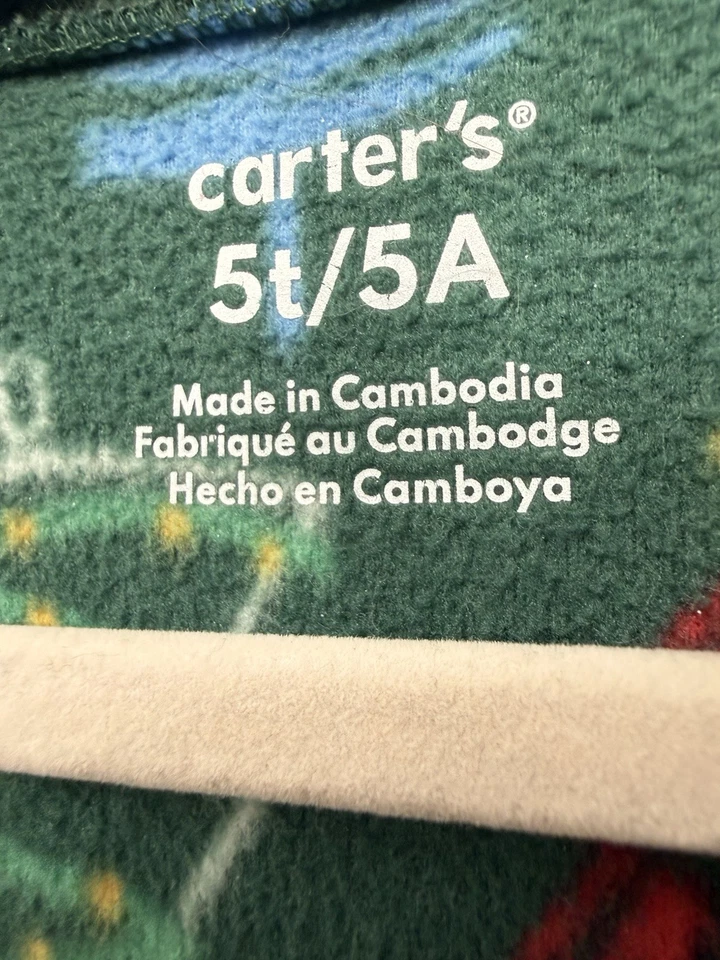 carter's®
5t/5A
Made in Cambodia
Fabriqué au Cambodge
Hecho en Camboya